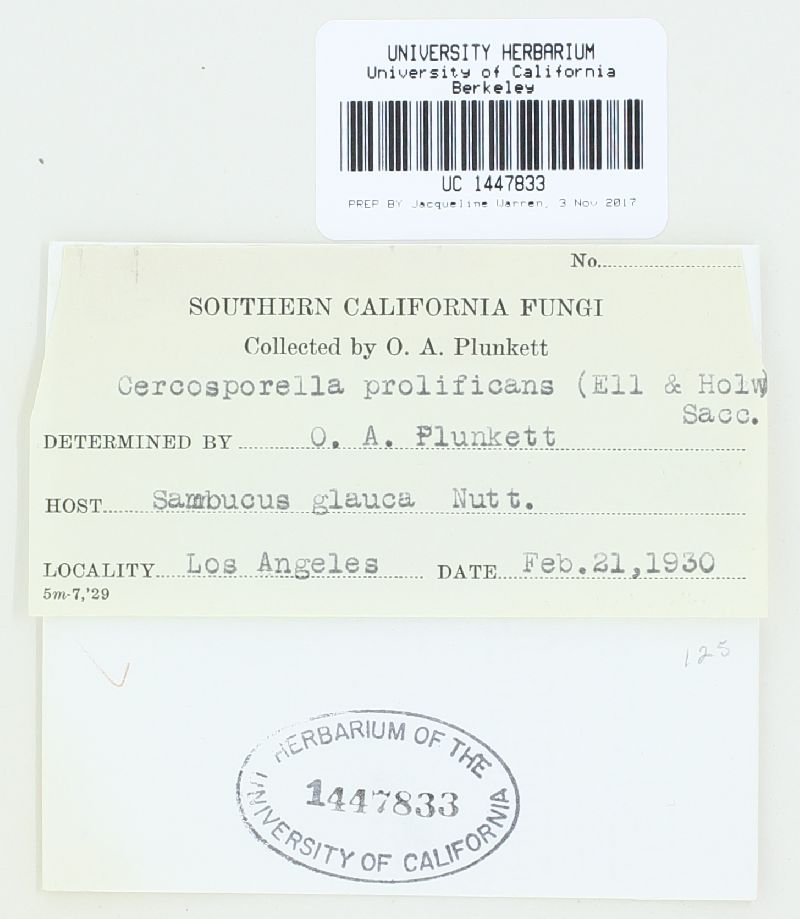 UNIVERSITY HERBARIUM
University of California
Berkeley
UC 1447833
PREP BY Jacqueline Warren, 3 Nov 2017
No.
SOUTHERN CALIFORNIA FUNGI
Collected by O. A. Plunkett
Cercosporella prolificans (Ell & Holw)
Sacc.
DETERMINED BY O. A. Plunkett
HOST Sambucus glauca Nutt.
LOCALITY Los Angeles DATE Feb.21,1930
5m-7,'29
125
HERBARIUM OF THE
1447833
UNIVERSITY OF CALIFORNIA